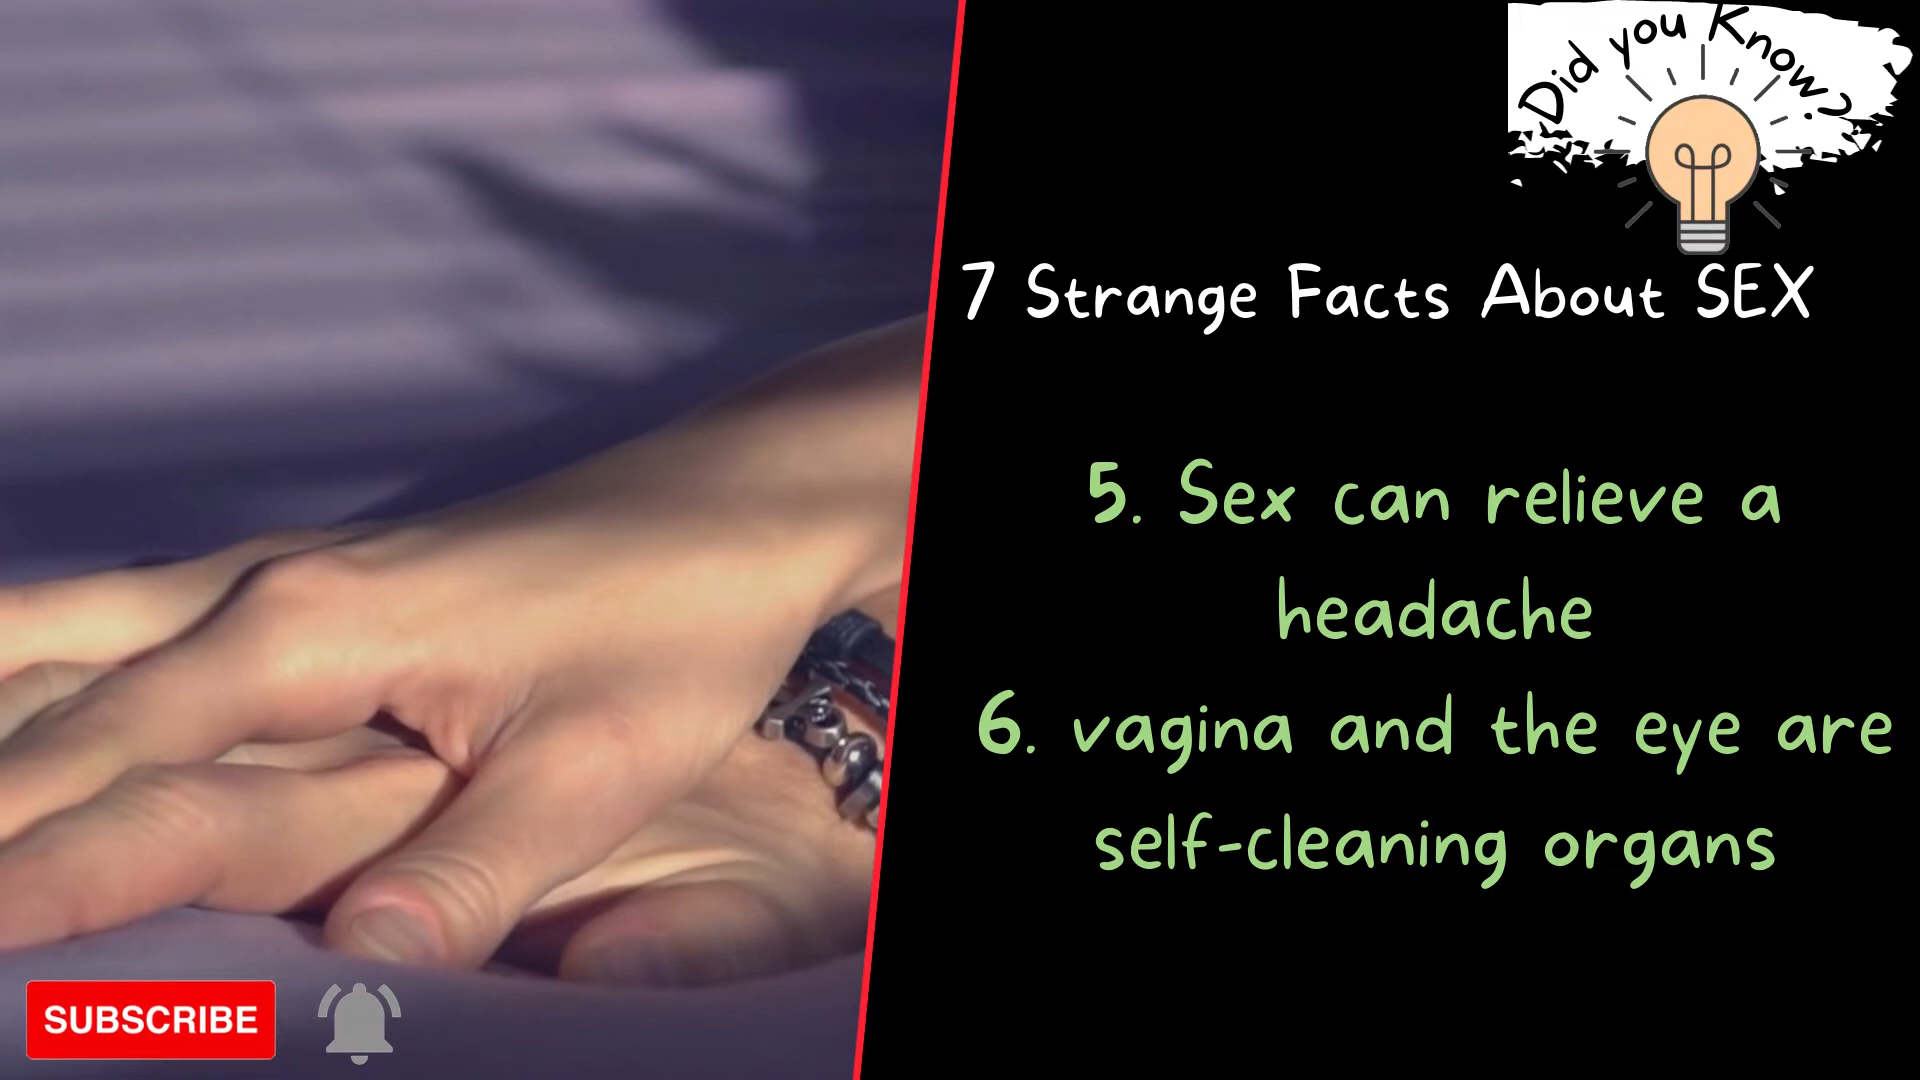 Did you Know?
7 Strange Facts About SEX
5. Sex can relieve a
headache
6. vagina and the eye are
self-cleaning organs
SUBSCRIBE